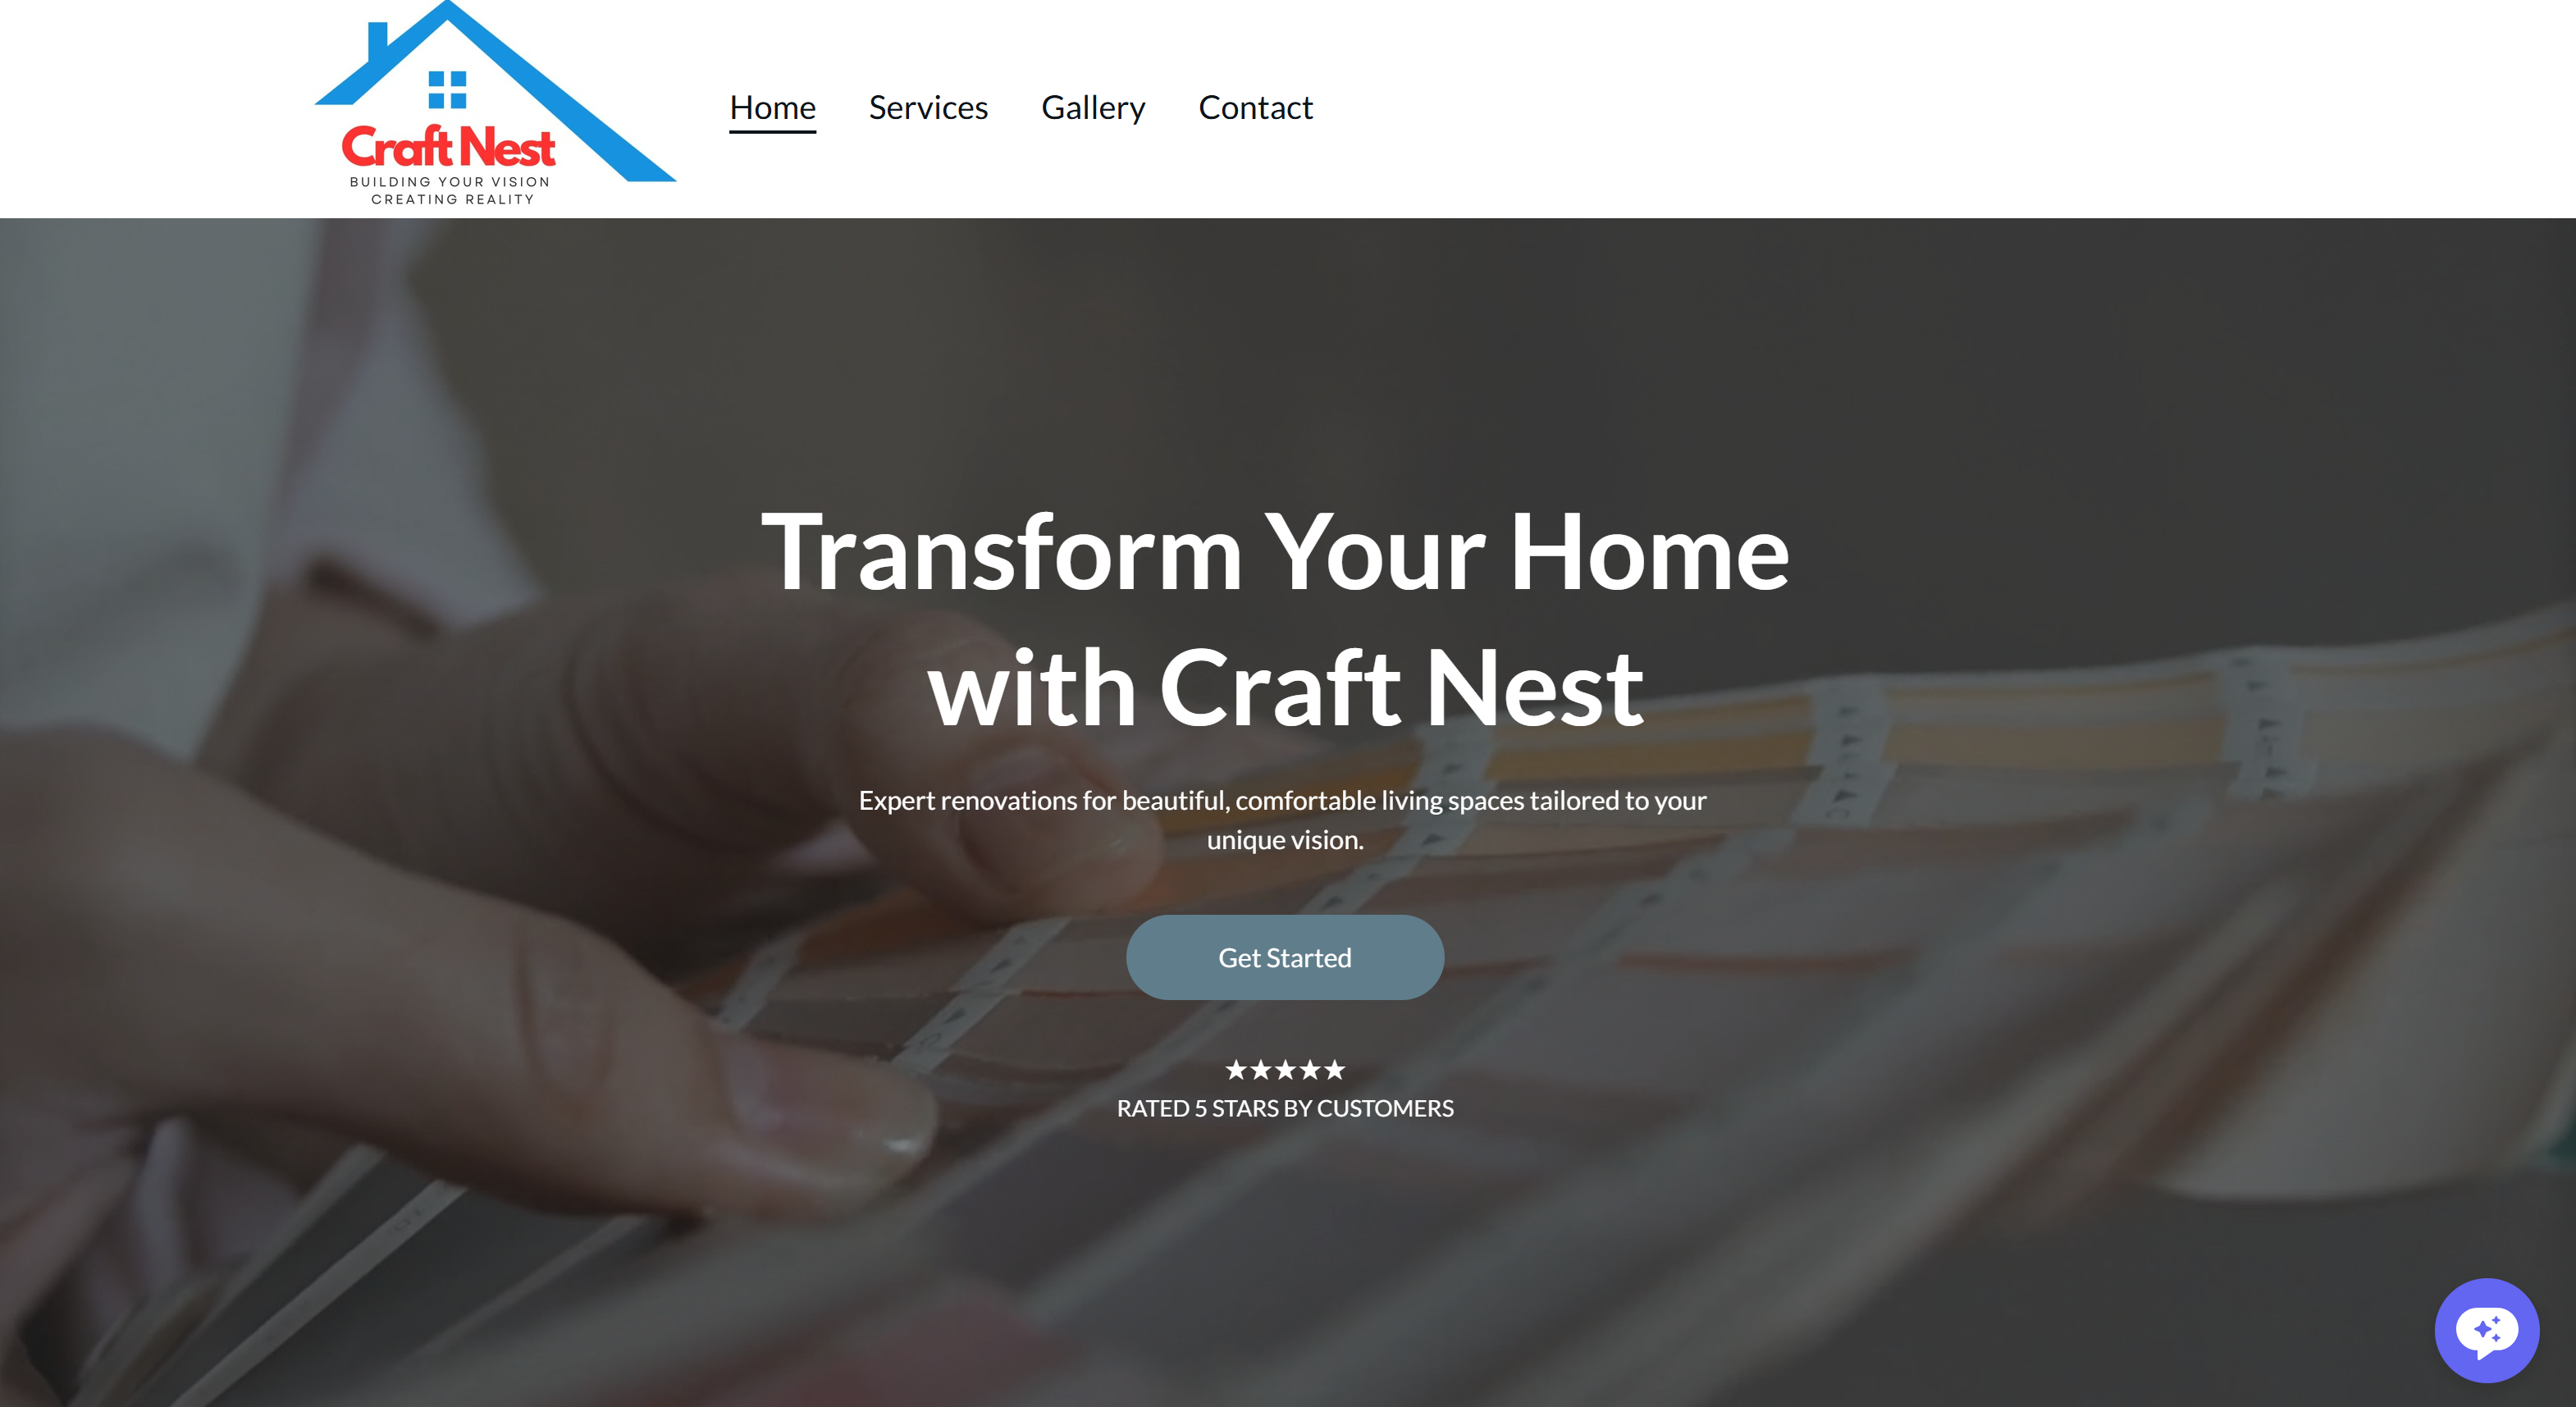 Craft Nest
BUILDING YOUR VISION
CREATING REALITY
Home Services Gallery Contact
Transform Your Home
with Craft Nest
Expert renovations for beautiful, comfortable living spaces tailored to your
unique vision.
Get Started
★★★★★
RATED 5 STARS BY CUSTOMERS